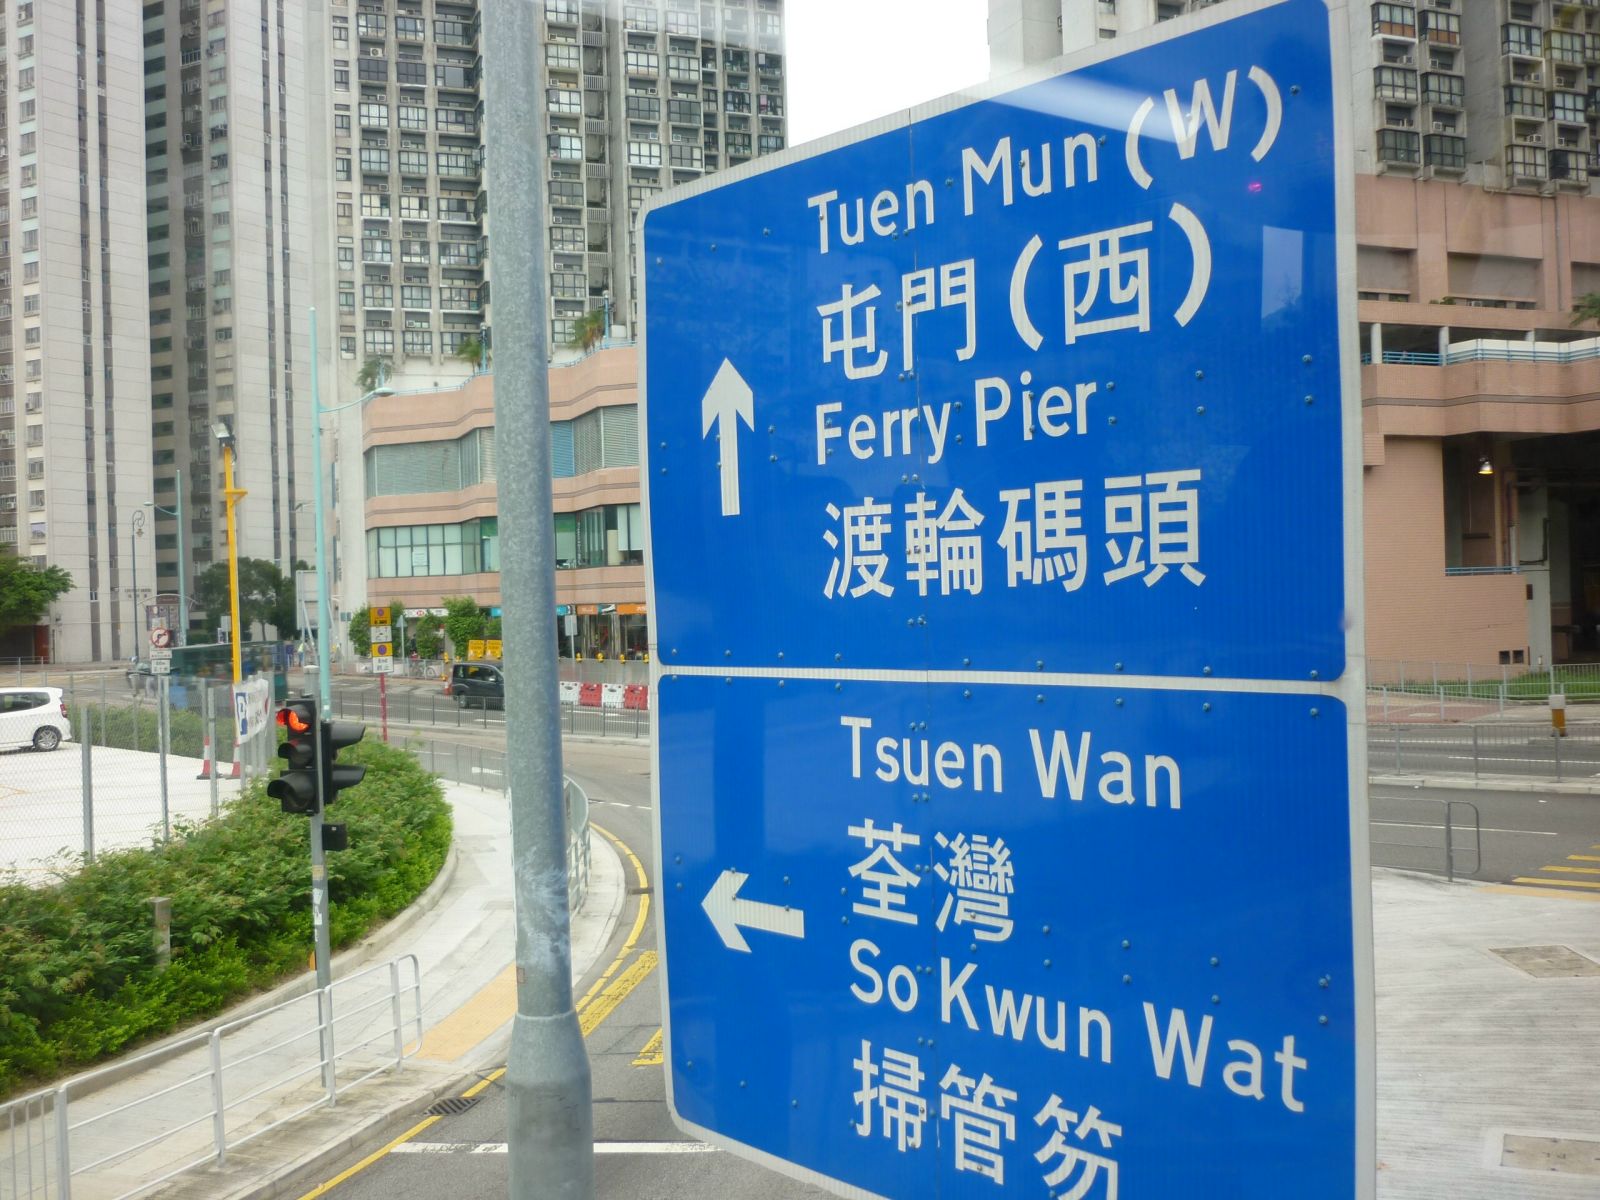 Tuen Mun (W)
屯門(西)
Ferry Pier
渡輪碼頭
Tsuen Wan
荃灣
So Kwun Wat
掃管笏